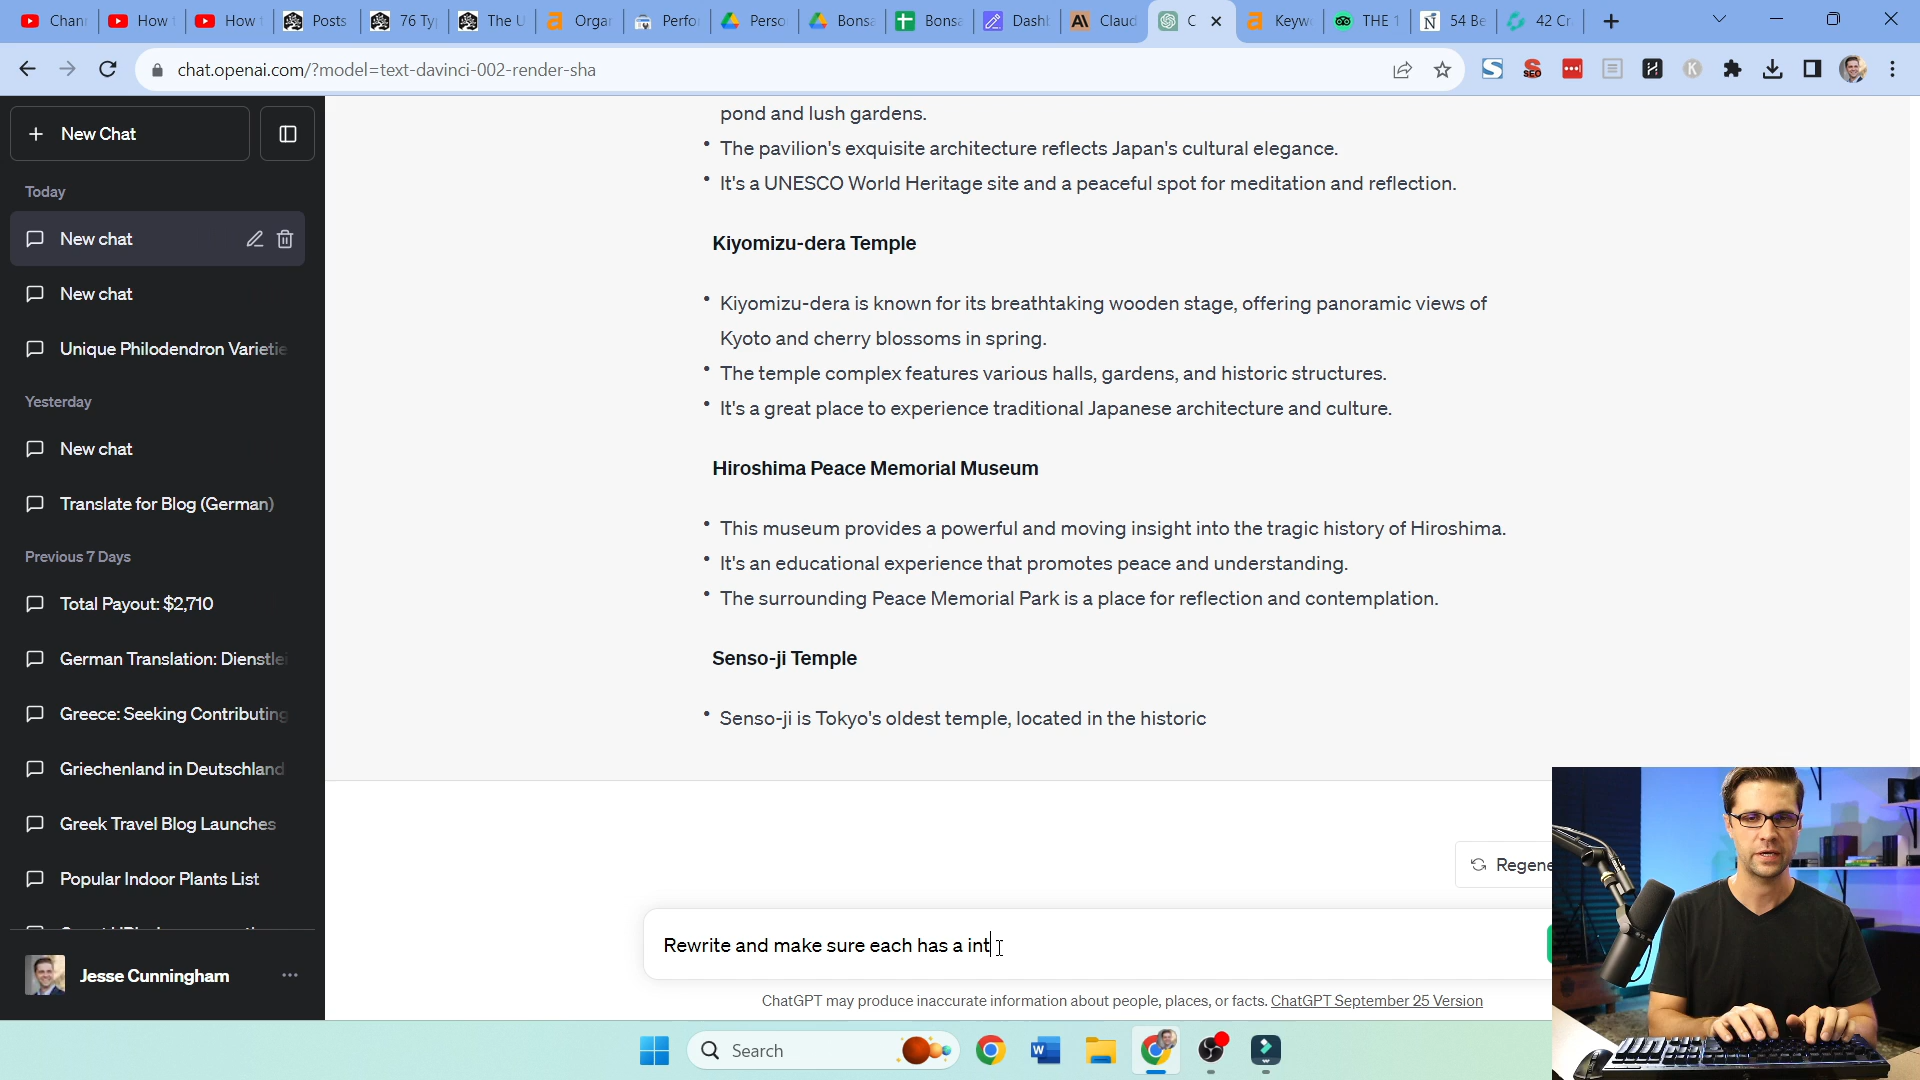 Chan
How
How
Posts
76 Ty
The U
Organ
Perfo
Perso
Bonsa
Bonsa
Dash
Claud
C
Keyw
THE 1
54 Be
42 Cr
chat.openai.com/?model=text-davinci-002-render-sha
SEO
New Chat
Today
New chat
New chat
Unique Philodendron Varietie
Yesterday
New chat
Translate for Blog (German)
Previous 7 Days
Total Payout: $2,710
German Translation: Dienstlei
Greece: Seeking Contributing
Griechenland in Deutschland
Greek Travel Blog Launches
Popular Indoor Plants List
Jesse Cunningham
pond and lush gardens.
• The pavilion's exquisite architecture reflects Japan's cultural elegance.
• It's a UNESCO World Heritage site and a peaceful spot for meditation and reflection.
Kiyomizu-dera Temple
• Kiyomizu-dera is known for its breathtaking wooden stage, offering panoramic views of
Kyoto and cherry blossoms in spring.
• The temple complex features various halls, gardens, and historic structures.
• It's a great place to experience traditional Japanese architecture and culture.
Hiroshima Peace Memorial Museum
• This museum provides a powerful and moving insight into the tragic history of Hiroshima.
• It's an educational experience that promotes peace and understanding.
• The surrounding Peace Memorial Park is a place for reflection and contemplation.
Senso-ji Temple
• Senso-ji is Tokyo's oldest temple, located in the historic
Regene
Rewrite and make sure each has a int
ChatGPT may produce inaccurate information about people, places, or facts. ChatGPT September 25 Version
Search